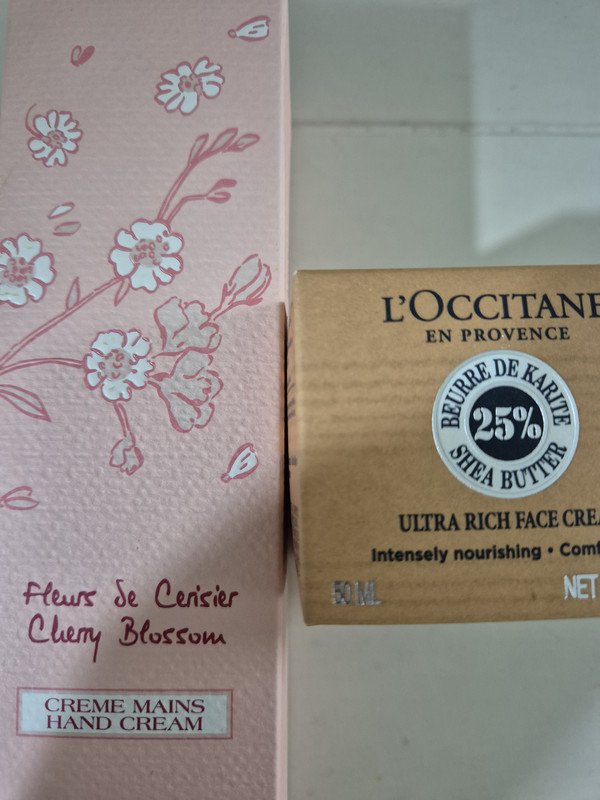 Fleurs de Cerisier
Cherry Blossom
CREME MAINS
HAND CREAM
L'OCCITANE
EN PROVENCE
BEURRE DE KARITE
25%
SHEA BUTTER
ULTRA RICH FACE CREA
Intensely nourishing • Comf
50 ML
NET